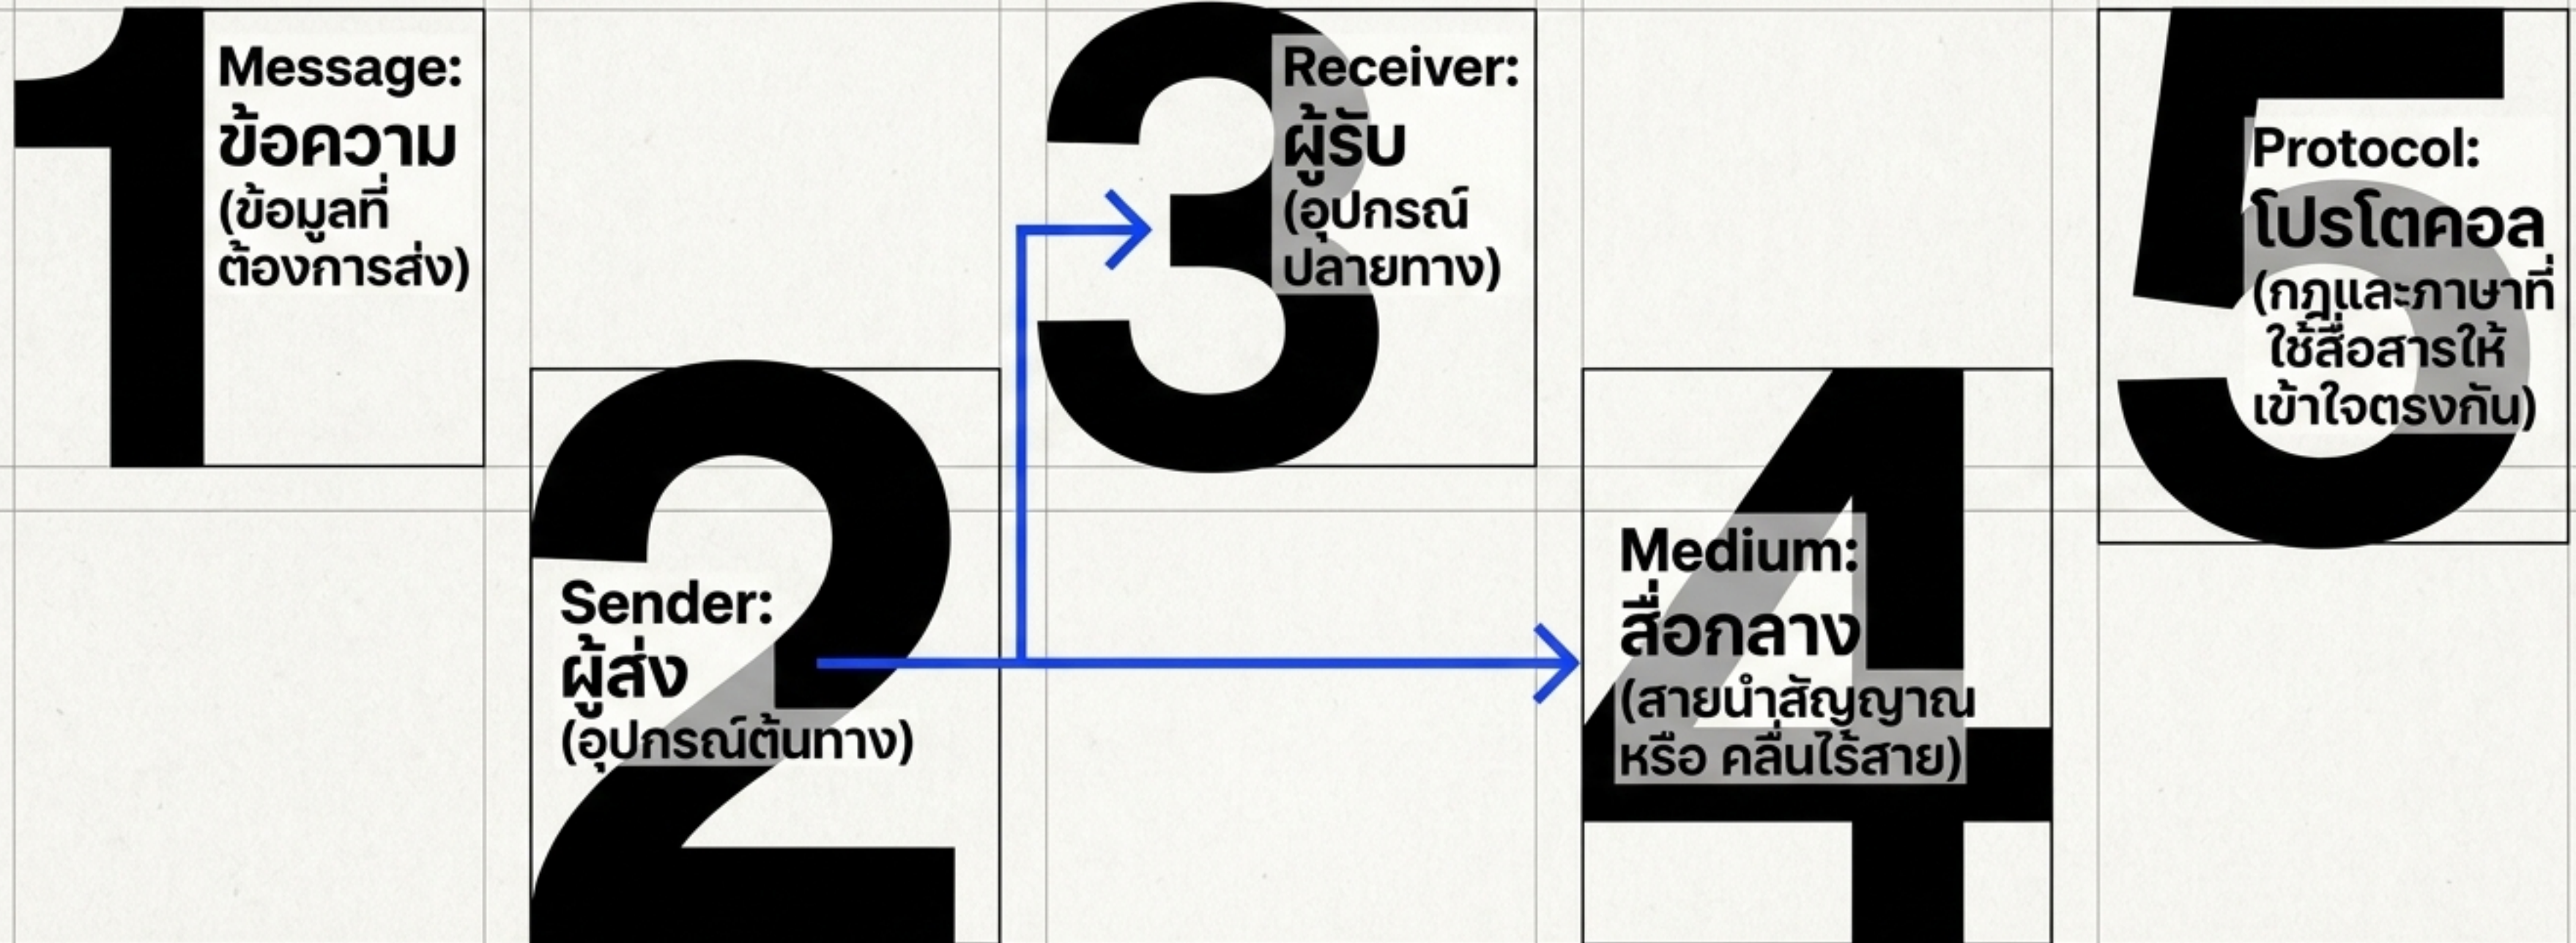 1
Message:
ข้อความ
(ข้อมูลที่
ต้องการส่ง)
2
Sender:
ผู้ส่ง
(อุปกรณ์ต้นทาง)
3
Receiver:
ผู้รับ
(อุปกรณ์
ปลายทาง)
4
Medium:
สื่อกลาง
(สายนำสัญญาณ
หรือ คลื่นไร้สาย)
5
Protocol:
โปรโตคอล
(กฎและภาษาที่
ใช้สื่อสารให้
เข้าใจตรงกัน)